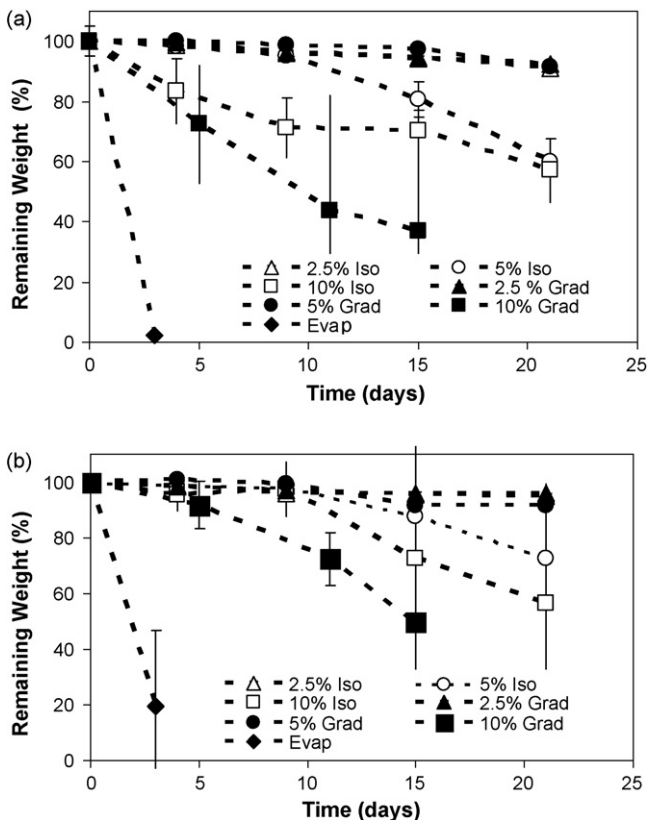 (a)
120
100
80
60
40
20
0
Remaining Weight (%)
2.5% Iso
5% Iso
10% Iso
2.5 % Grad
5% Grad
10% Grad
Evap
0 5 10 15 20 25
Time (days)
(b)
120
100
80
60
40
20
0
Remaining Weight (%)
2.5% Iso
5% Iso
10% Iso
2.5% Grad
5% Grad
10% Grad
Evap
0 5 10 15 20 25
Time (days)